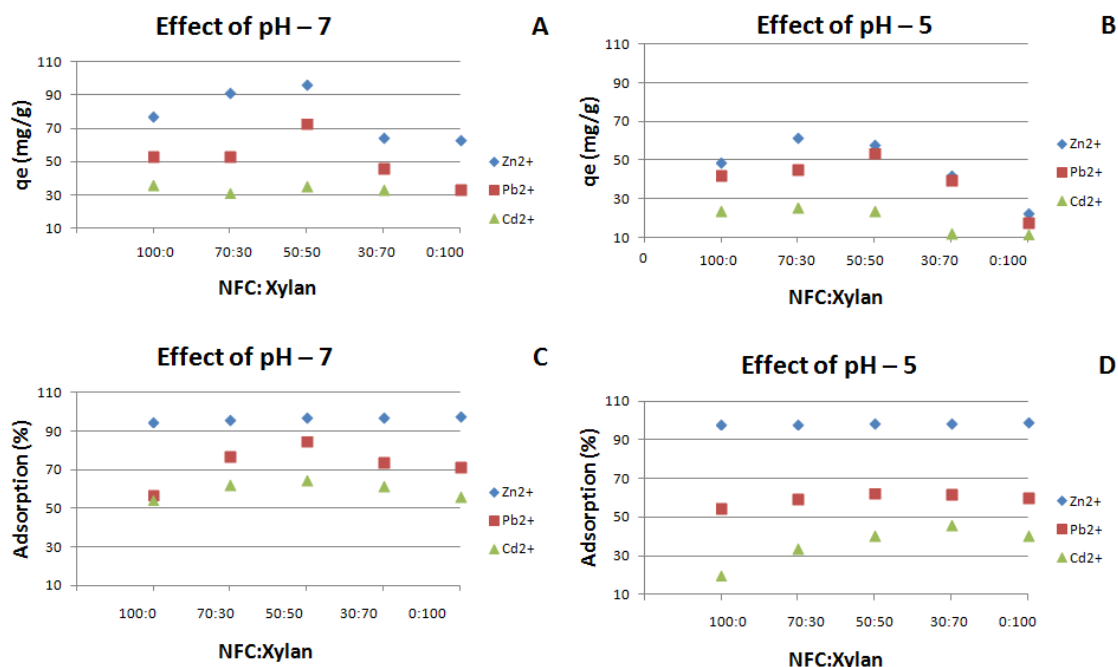 Effect of pH – 7
A
110
90
70
50
30
10
qe (mg/g)
Zn2+
Pb2+
Cd2+
100:0 70:30 50:50 30:70 0:100
NFC: Xylan
Effect of pH – 5
B
110
90
70
50
30
10
qe (mg/g)
Zn2+
Pb2+
Cd2+
0 100:0 70:30 50:50 30:70 0:100
NFC:Xylan
Effect of pH – 7
C
110
90
70
50
30
10
Adsorption (%)
Zn2+
Pb2+
Cd2+
100:0 70:30 50:50 30:70 0:100
NFC:Xylan
Effect of pH – 5
D
110
90
70
50
30
10
Adsorption (%)
Zn2+
Pb2+
Cd2+
100:0 70:30 50:50 30:70 0:100
NFC:Xylan